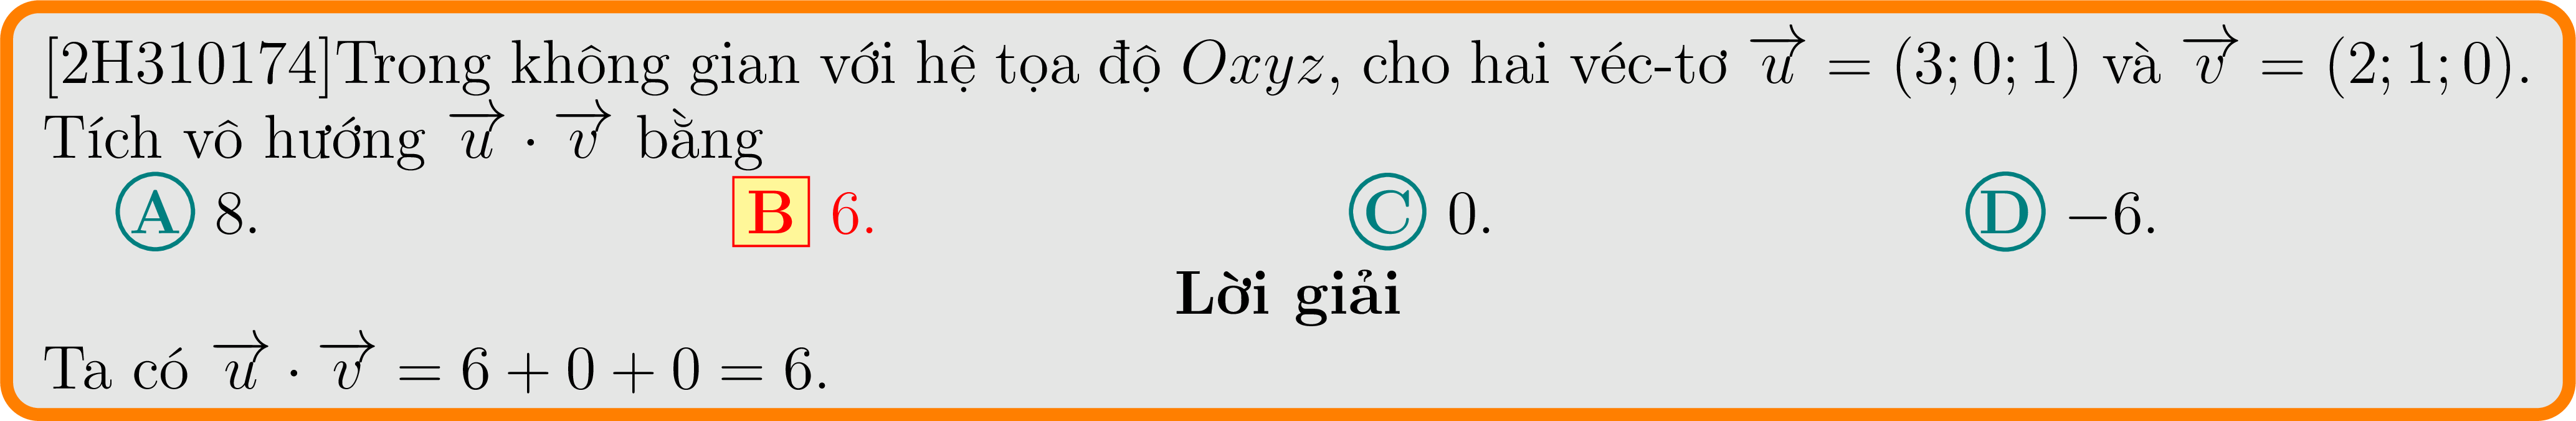 [2H310174]Trong không gian với hệ tọa độ Oxyz, cho hai véc-tơ $\overrightarrow{u}$ = (3; 0; 1) và $\overrightarrow{v}$ = (2; 1; 0).
Tích vô hướng $\overrightarrow{u}$ · $\overrightarrow{v}$ bằng
A 8. B 6. C 0. D −6.
Lời giải
Ta có $\overrightarrow{u}$ · $\overrightarrow{v}$ = 6 + 0 + 0 = 6.